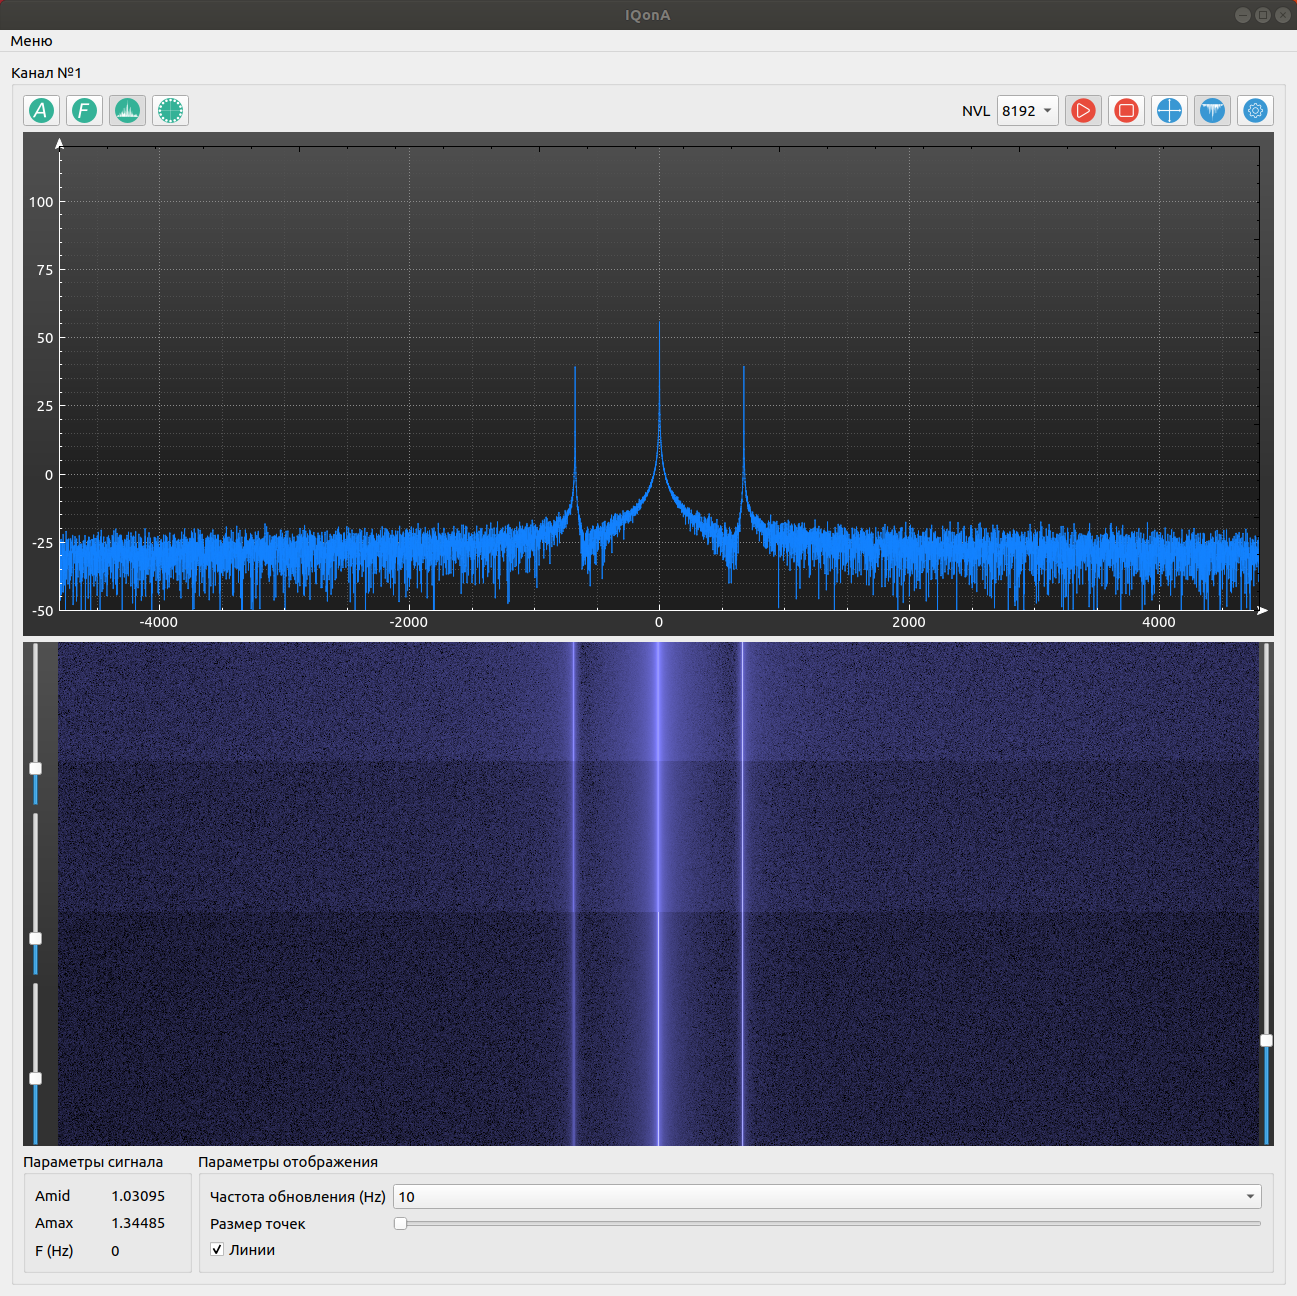 IQonA
Меню
Канал №1
A F NVL 8192
100
75
50
25
0
-25
-50
-4000 -2000 0 2000 4000
Параметры сигнала Параметры отображения
Amid 1.03095 Частота обновления (Hz) 10
Amax 1.34485 Размер точек
F (Hz) 0 Линии